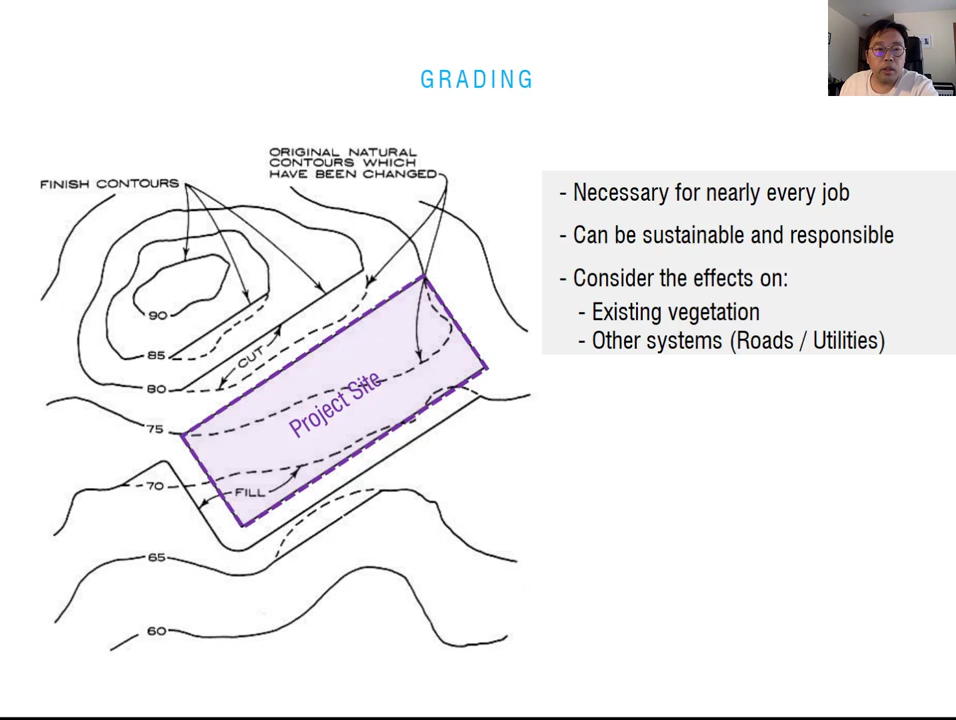 GRADING
ORIGINAL NATURAL
CONTOURS WHICH
HAVE BEEN CHANGED
FINISH CONTOURS
- Necessary for nearly every job
- Can be sustainable and responsible
- Consider the effects on:
- Existing vegetation
- Other systems (Roads / Utilities)
90
85
CUT
80
Project Site
75
70
FILL
65
60